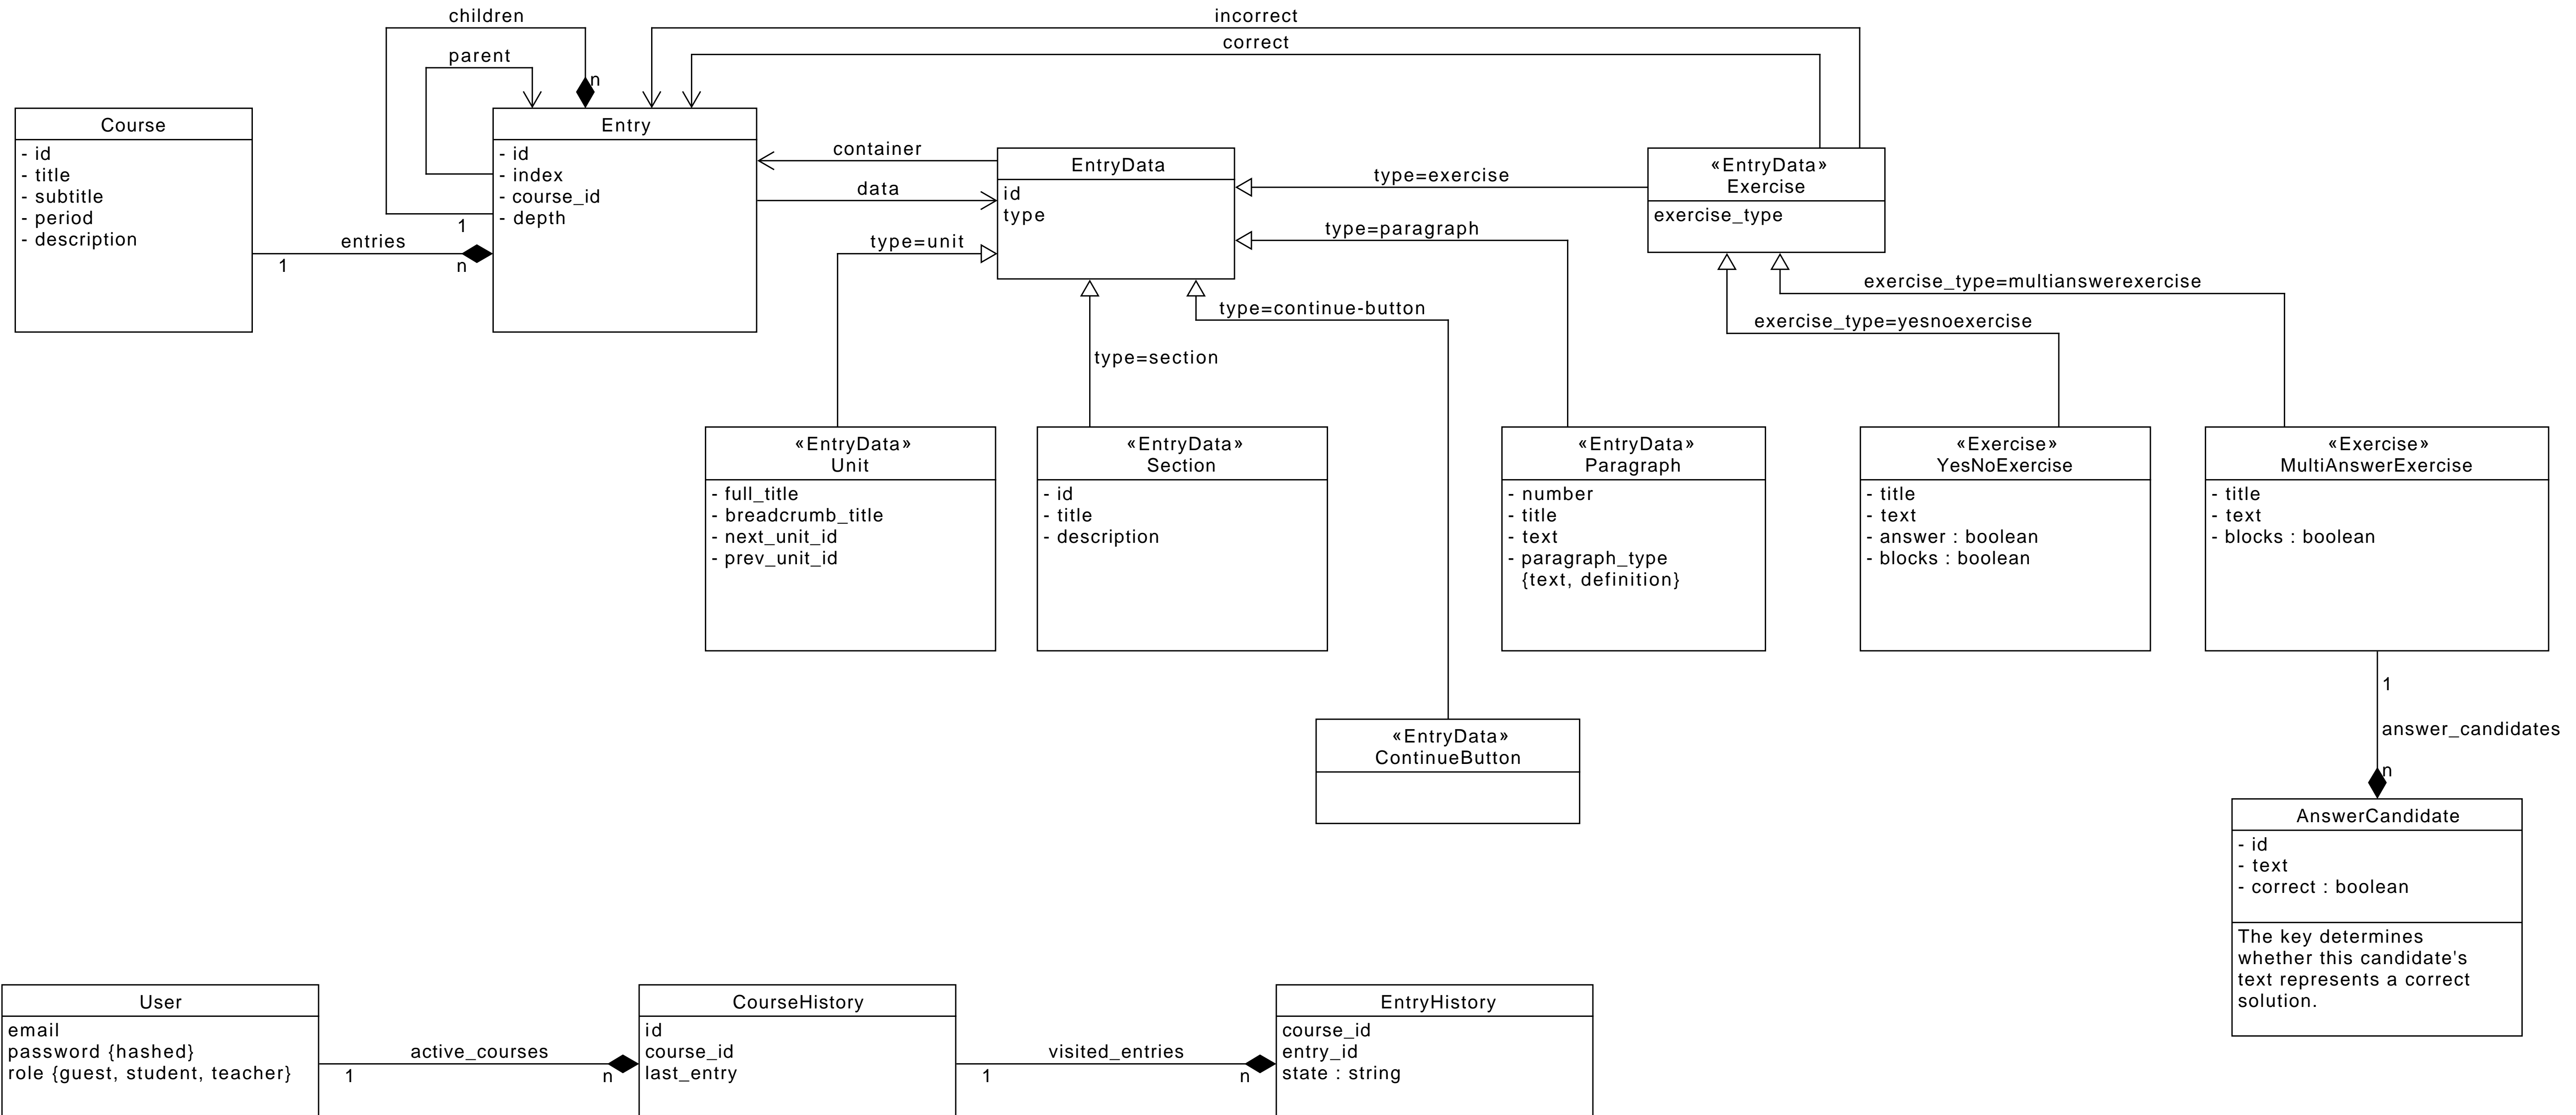 children
parent
n
1
incorrect
correct
Course
- id
- title
- subtitle
- period
- description
entries
1
n
Entry
- id
- index
- course_id
- depth
container
data
EntryData
id
type
type=exercise
type=paragraph
type=unit
type=section
type=continue-button
«EntryData»
Exercise
exercise_type
exercise_type=multianswerexercise
exercise_type=yesnoexercise
«EntryData»
Unit
- full_title
- breadcrumb_title
- next_unit_id
- prev_unit_id
«EntryData»
Section
- id
- title
- description
«EntryData»
Paragraph
- number
- title
- text
- paragraph_type
{text, definition}
«Exercise»
YesNoExercise
- title
- text
- answer : boolean
- blocks : boolean
«Exercise»
MultiAnswerExercise
- title
- text
- blocks : boolean
«EntryData»
ContinueButton
1
answer_candidates
n
AnswerCandidate
- id
- text
- correct : boolean
The key determines
whether this candidate's
text represents a correct
solution.
User
email
password {hashed}
role {guest, student, teacher}
active_courses
1
n
CourseHistory
id
course_id
last_entry
visited_entries
1
n
EntryHistory
course_id
entry_id
state : string